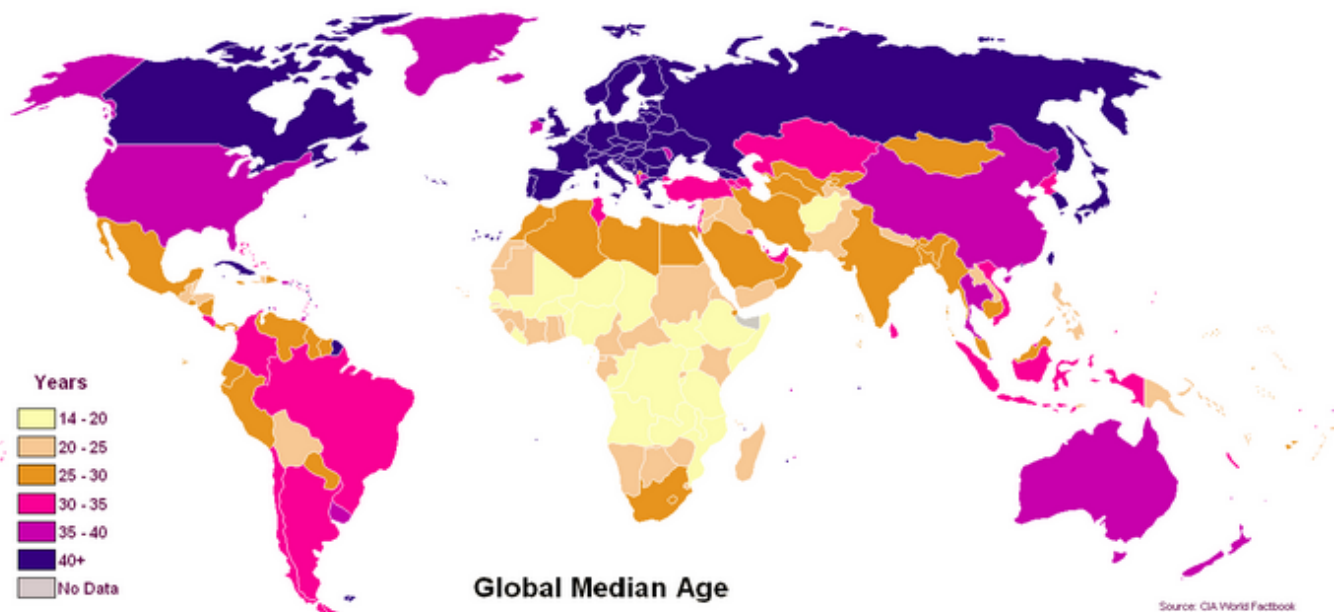 Years
14 - 20
20 - 25
25 - 30
30 - 35
35 - 40
40+
No Data
Global Median Age
Source: CIA World Factbook